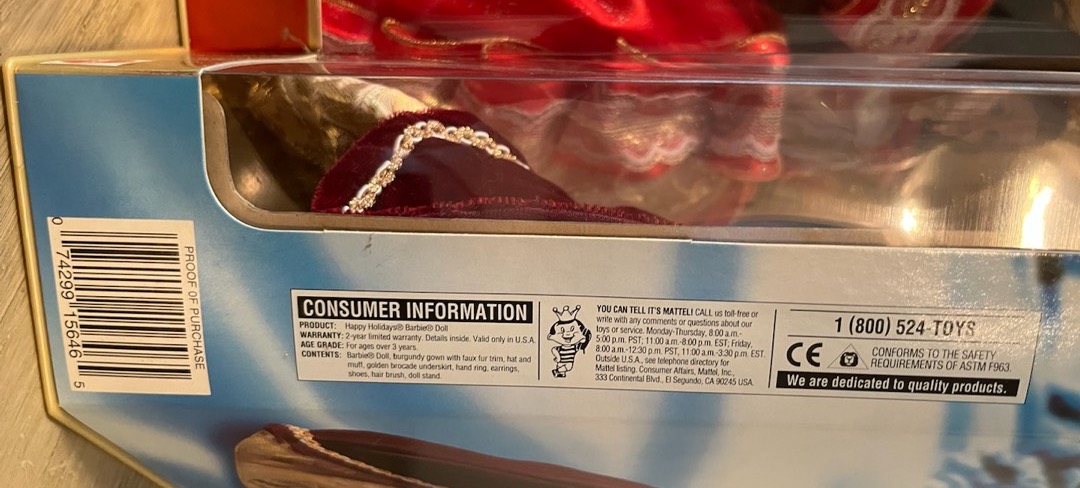 PROOF OF PURCHASE
0 74299 15646 5
CONSUMER INFORMATION
PRODUCT: Happy Holidays® Barbie® Doll
WARRANTY: 2-year limited warranty. Details inside. Valid only in U.S.A.
AGE GRADE: For ages over 3 years.
CONTENTS: Barbie® Doll, burgundy gown with faux fur trim, hat and
muff, golden brocade underskirt, hand ring, earrings,
shoes, hair brush, doll stand.
YOU CAN TELL IT'S MATTEL! CALL us toll-free or
write with any comments or questions about our
toys or service. Monday-Thursday, 8:00 a.m.-
5:00 p.m. PST; 11:00 a.m.-8:00 p.m. EST; Friday,
8:00 a.m.-12:30 p.m. PST, 11:00 a.m.-3:30 p.m. EST.
Outside U.S.A., see telephone directory for
Mattel listing. Consumer Affairs, Mattel, Inc.,
333 Continental Blvd., El Segundo, CA 90245 USA.
1 (800) 524-TOYS
CE
CONFORMS TO THE SAFETY
REQUIREMENTS OF ASTM F963.
We are dedicated to quality products.